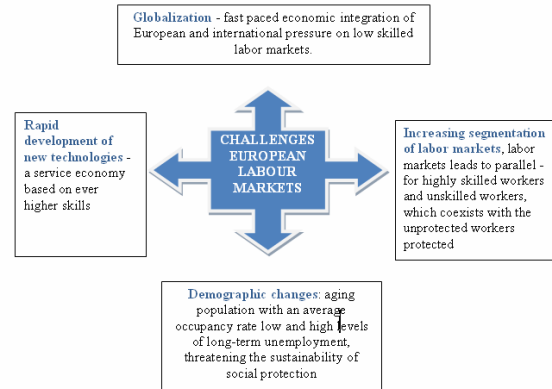 Globalization - fast paced economic integration of
European and international pressure on low skilled
labor markets.
Rapid
development of
new technologies -
a service economy
based on ever
higher skills
CHALLENGES
EUROPEAN
LABOUR
MARKETS
Increasing segmentation
of labor markets, labor
markets leads to parallel -
for highly skilled workers
and unskilled workers,
which coexists with the
unprotected workers
protected
Demographic changes: aging
population with an average
occupancy rate low and high levels
of long-term unemployment,
threatening the sustainability of
social protection